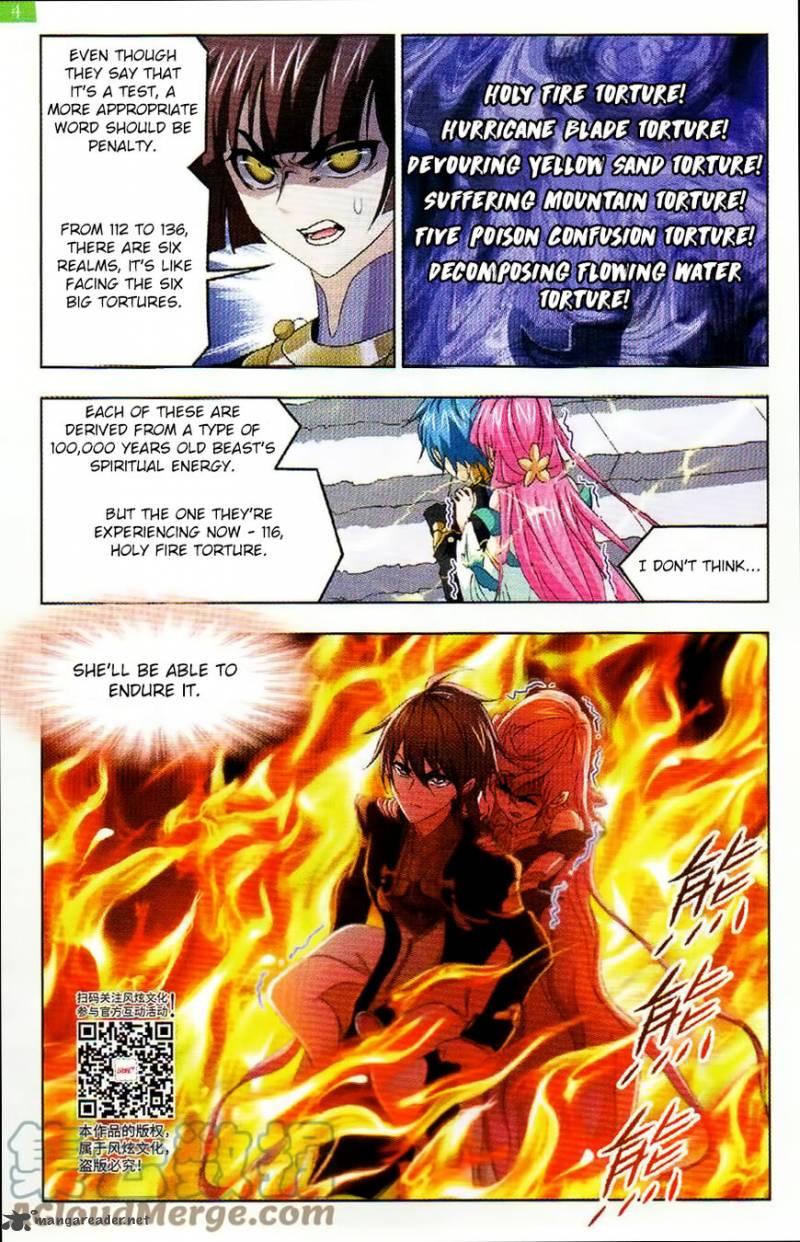 4
EVEN THOUGH
THEY SAY THAT
IT'S A TEST, A
MORE APPROPRIATE
WORD SHOULD BE
PENALTY.
FROM 112 TO 136,
THERE ARE SIX
REALMS, IT'S LIKE
FACING THE SIX
BIG TORTURES.
HOLY FIRE TORTURE!
HURRICANE BLADE TORTURE!
DEVOURING YELLOW SAND TORTURE!
SUFFERING MOUNTAIN TORTURE!
FIVE POISON CONFUSION TORTURE!
DECOMPOSING FLOWING WATER
TORTURE!
EACH OF THESE ARE
DERIVED FROM A TYPE OF
100,000 YEARS OLD BEAST'S
SPIRITUAL ENERGY.
BUT THE ONE THEY'RE
EXPERIENCING NOW - 116,
HOLY FIRE TORTURE.
I DON'T THINK...
SHE'LL BE ABLE TO
ENDURE IT.
熊
熊
熊
扫码关注风炫文化
参与官方互动活动!
本作品的版权,
属于风炫文化,
盗版必究!
AcloudMerge.com
mangareader.net